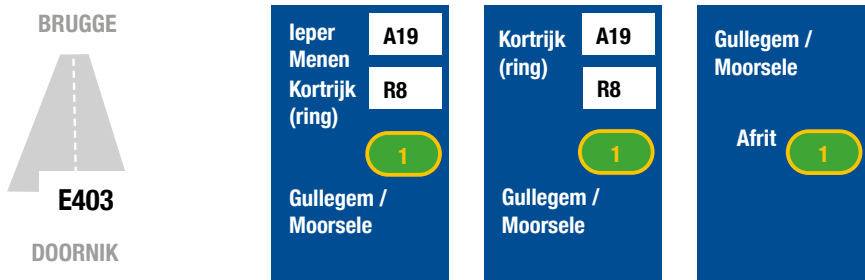 BRUGGE
E403
DOORNIK
Ieper A19
Menen
Kortrijk R8
(ring)
1
Gullegem /
Moorsele
Kortrijk A19
(ring)
R8
1
Gullegem /
Moorsele
Gullegem /
Moorsele
Afrit 1